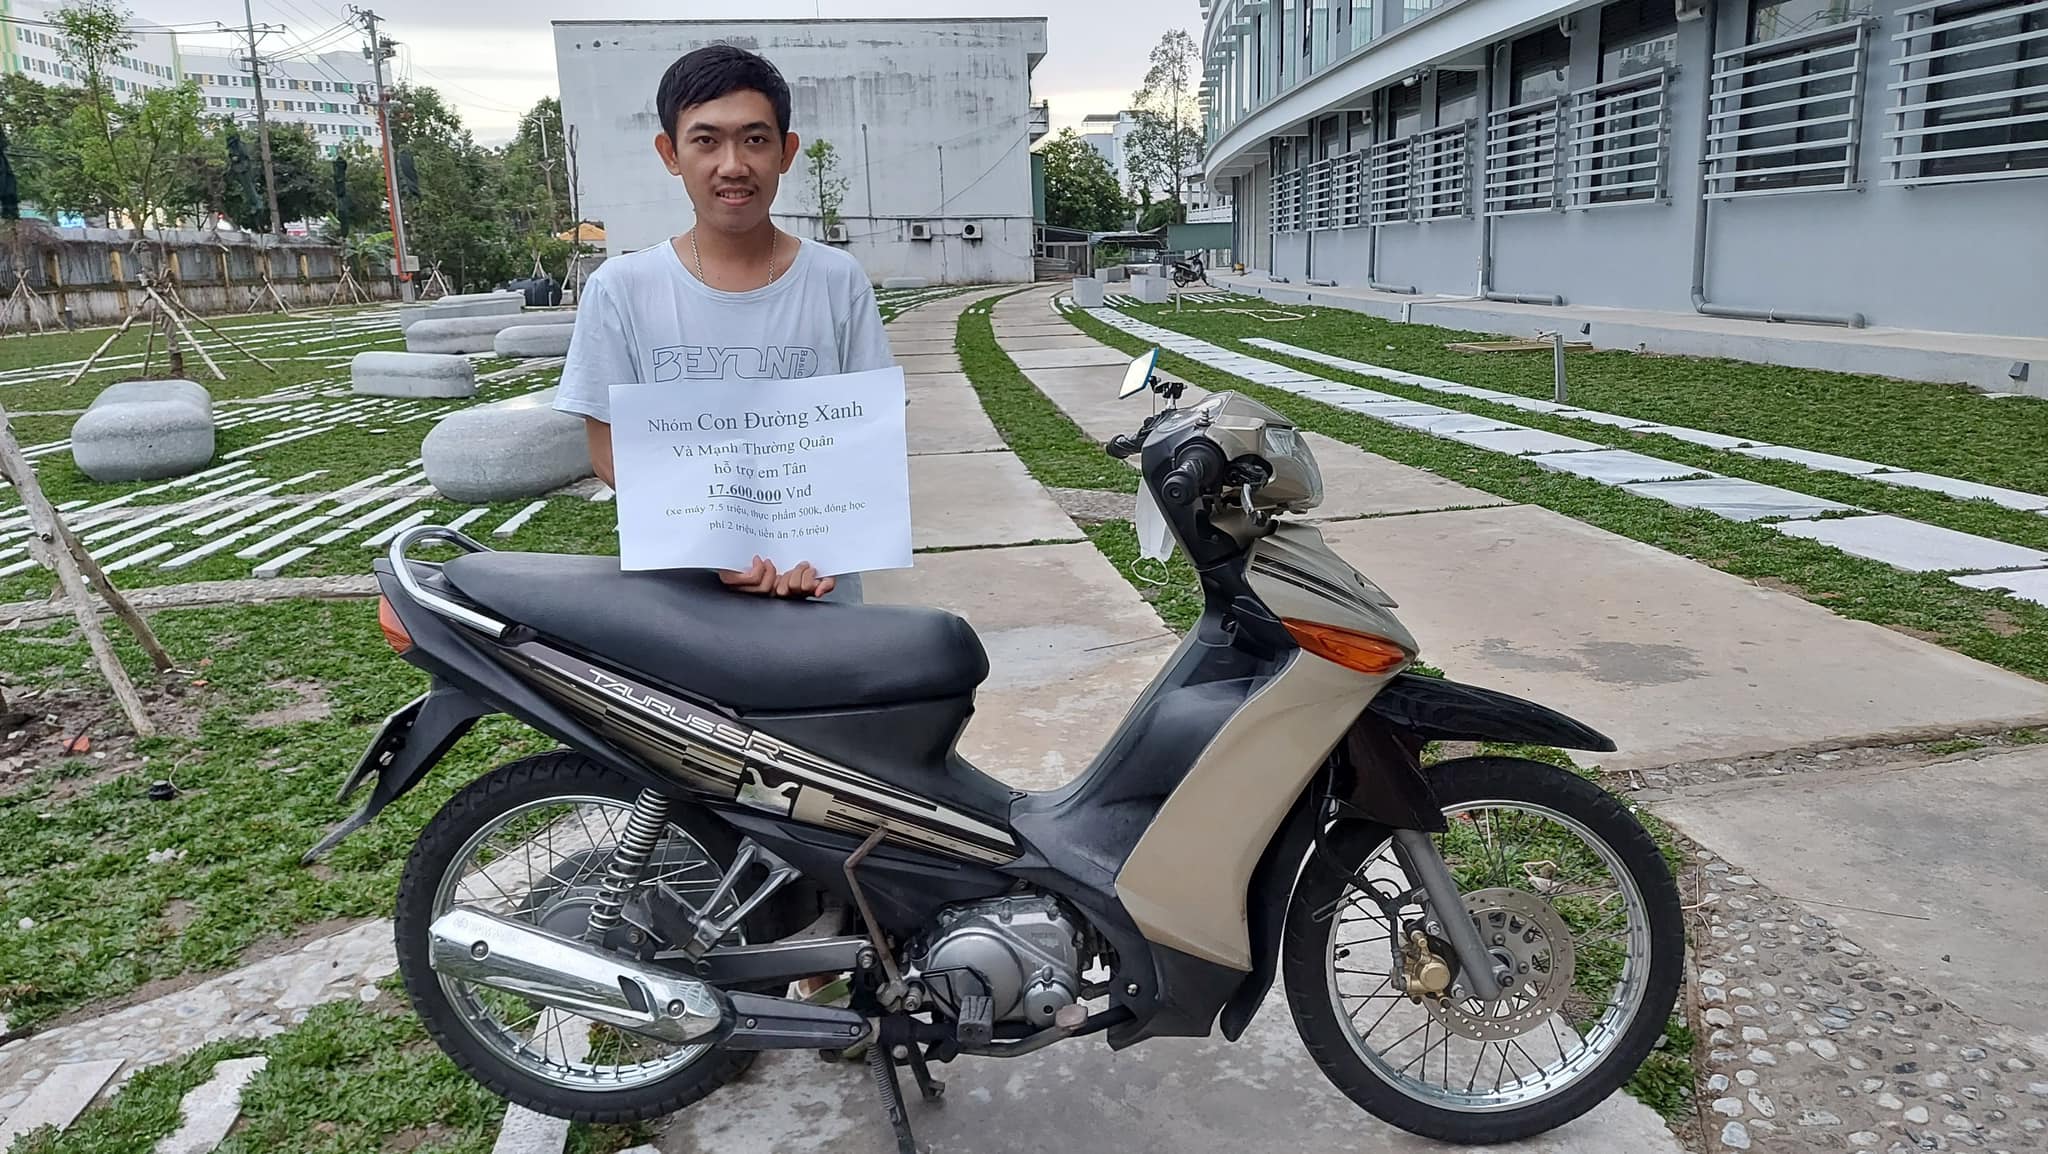 BEYOND
Basic
Nhóm Con Đường Xanh
Và Mạnh Thường Quân
hỗ trợ em Tân
17.600.000 Vnđ
(xe máy 7.5 triệu, thực phẩm 500k, đóng học
phí 2 triệu, tiền ăn 7,6 triệu)
TAURUSSR